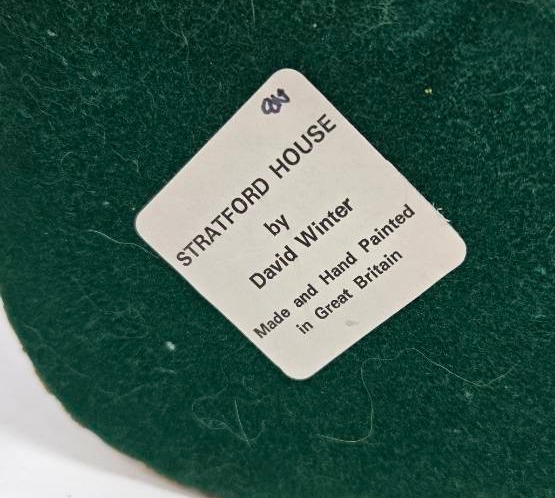 STRATFORD HOUSE
by
David Winter
Made and Hand Painted
in Great Britain